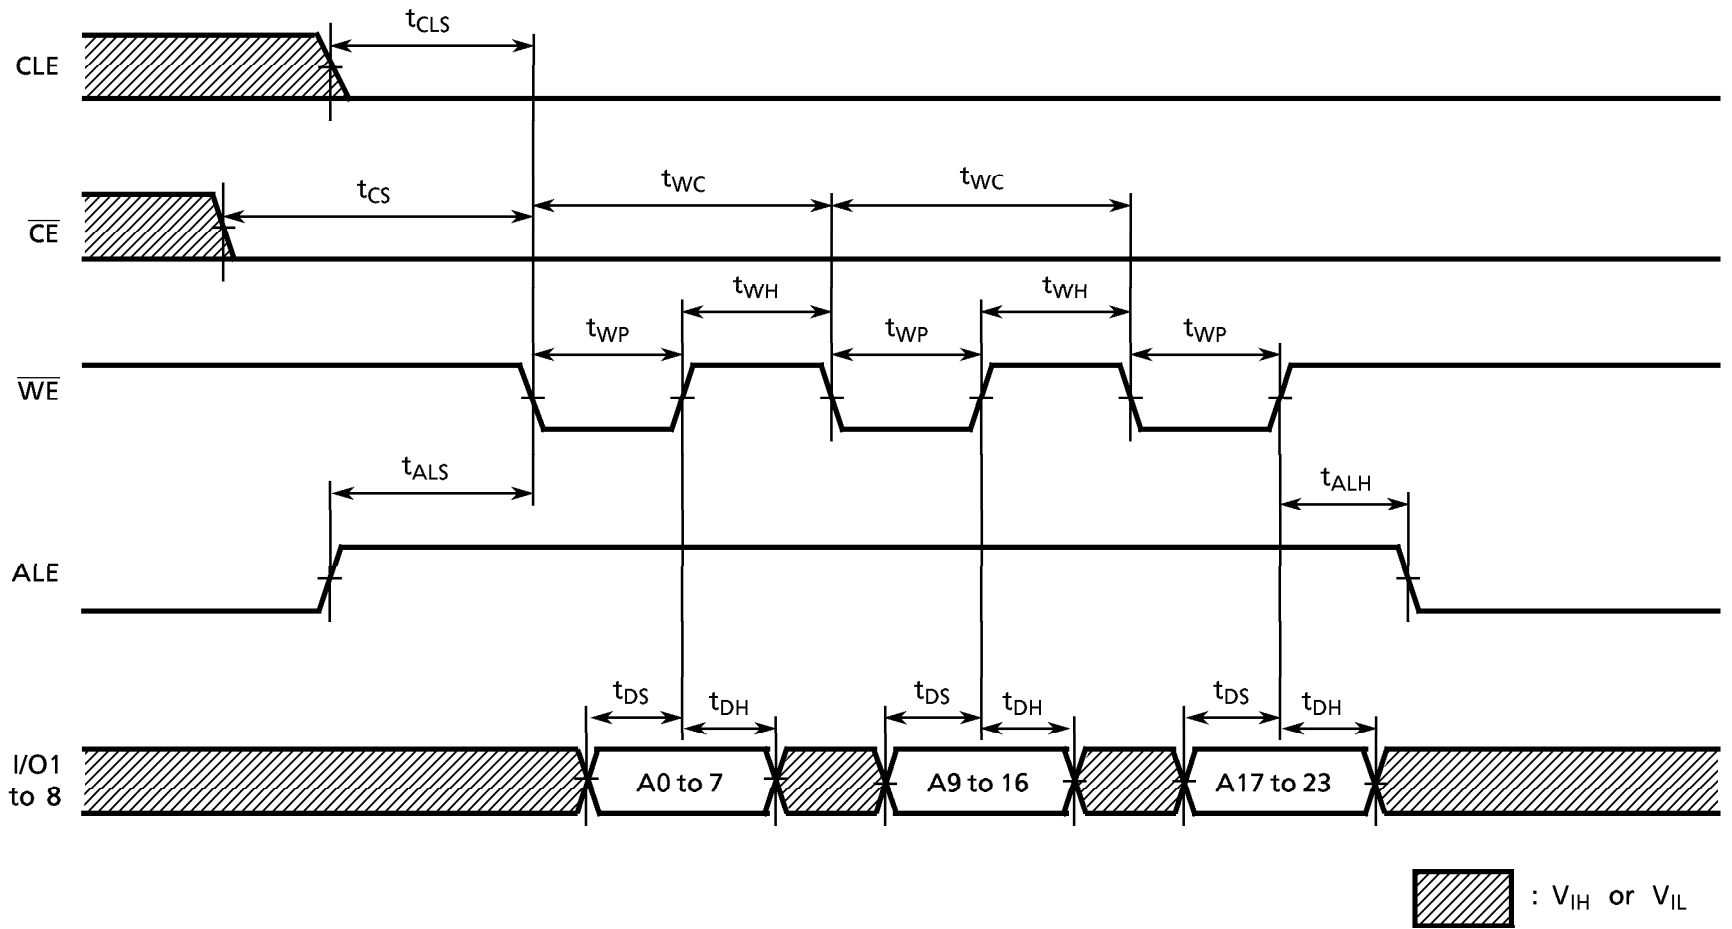 tCLS
CLE
tCS
tWC
tWC
CE
tWH
tWH
tWP
tWP
tWP
WE
tALS
tALH
ALE
tDS
tDH
tDS
tDH
tDS
tDH
I/O1
to 8
A0 to 7
A9 to 16
A17 to 23
: VIH or VIL